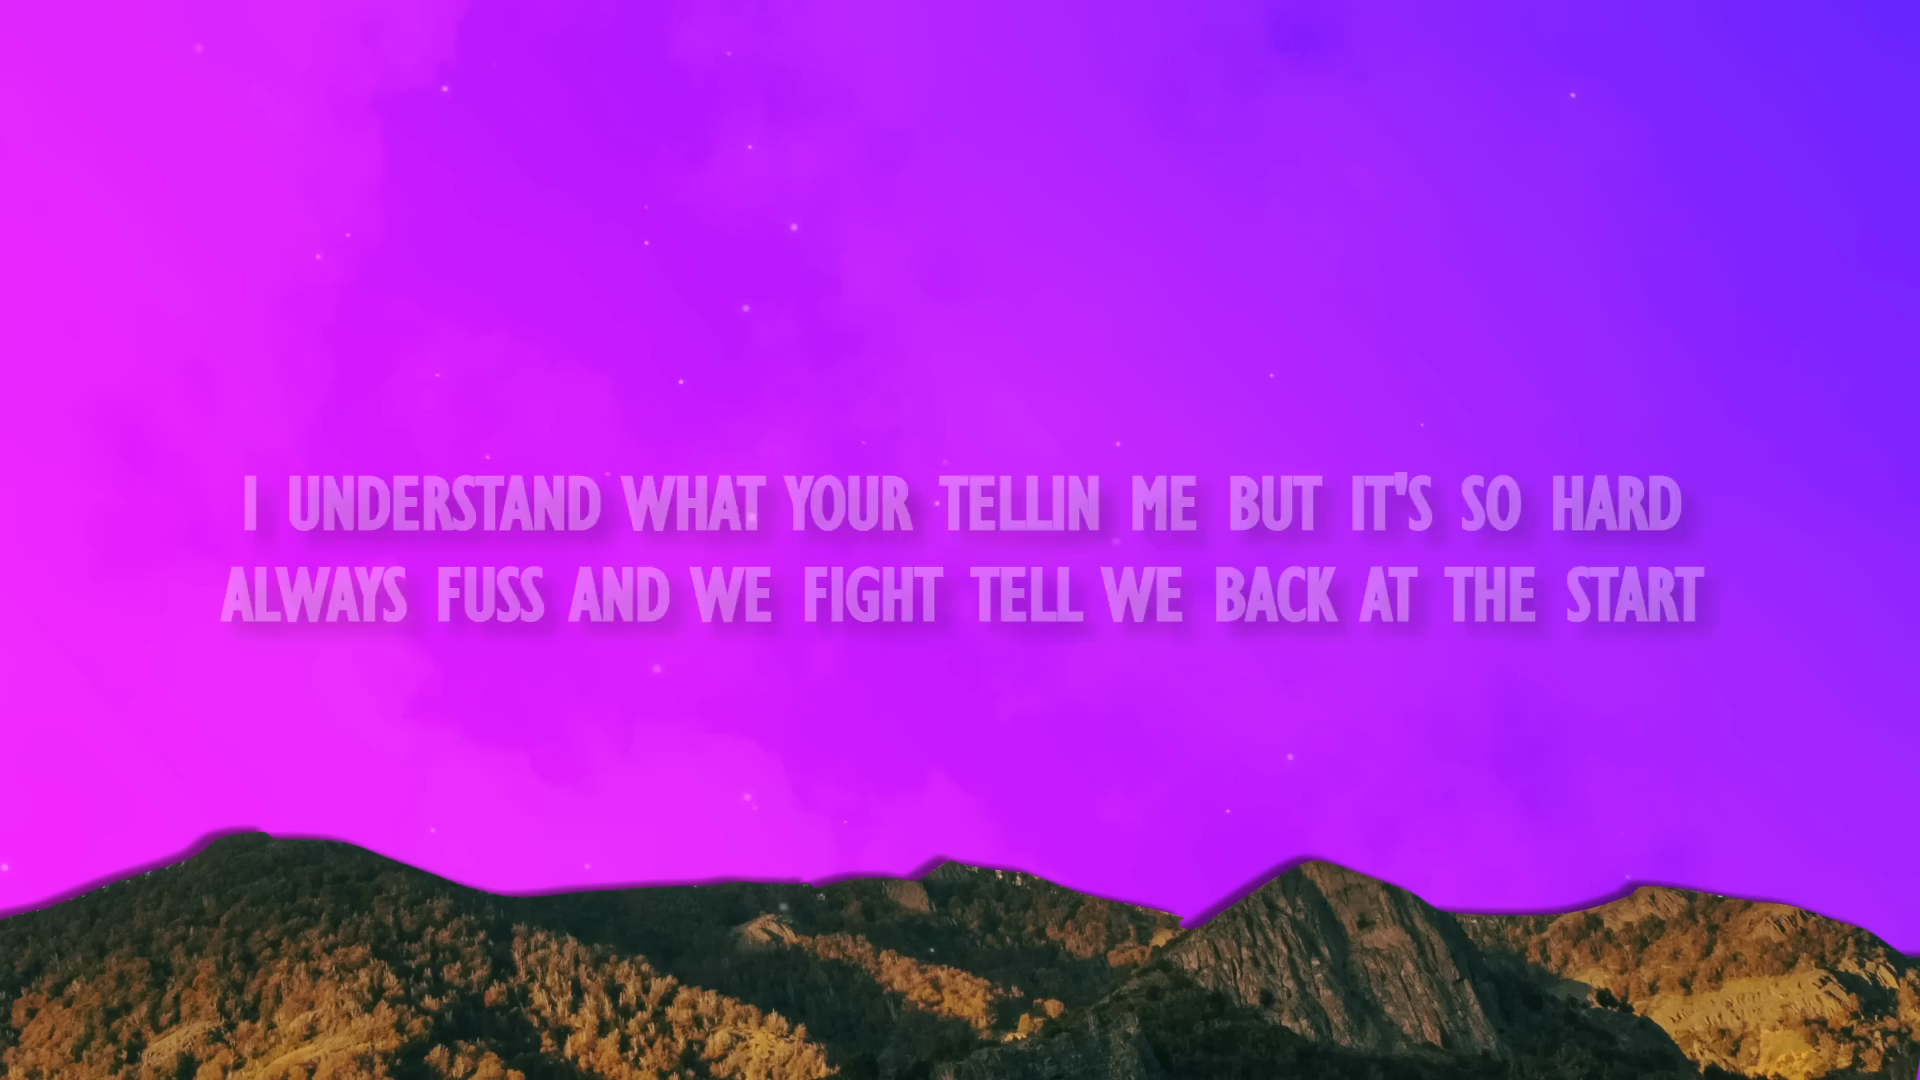 I UNDERSTAND WHAT YOUR TELLIN ME BUT IT'S SO HARD
ALWAYS FUSS AND WE FIGHT TELL WE BACK AT THE START